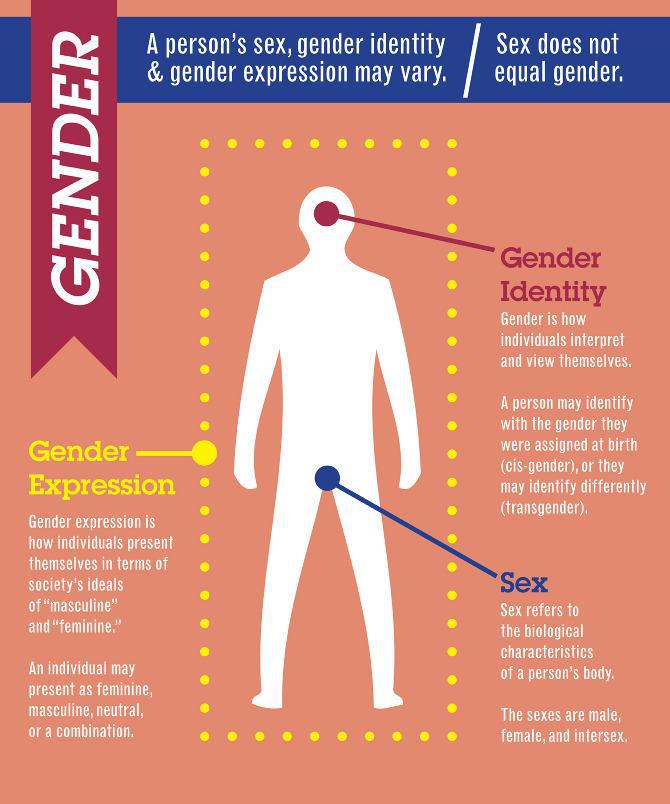 GENDER
A person's sex, gender identity
& gender expression may vary.
Sex does not
equal gender.
Gender
Identity
Gender is how
individuals interpret
and view themselves.
A person may identify
with the gender they
were assigned at birth
(cis-gender), or they
may identify differently
(transgender).
Gender
Expression
Gender expression is
how individuals present
themselves in terms of
society's ideals
of "masculine"
and "feminine."
An individual may
present as feminine,
masculine, neutral,
or a combination.
Sex
Sex refers to
the biological
characteristics
of a person's body.
The sexes are male,
female, and intersex.